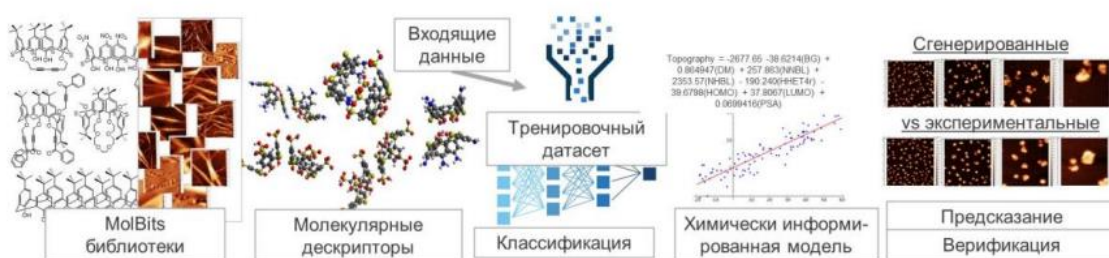 MolBits
библиотеки
Молекулярные
дескрипторы
Входящие
данные
Тренировочный
датасет
Классификация
Topography = -2677.65 -38.6214(BG) +
0.864947(DM) + 257.863(NNBL) +
2353.57(NHBL) - 190.240(HHET4r) -
39.6798(HOMO) + 37.8067(LUMO) +
0.0699416(PSA)
Химически информи-
рованная модель
Сгенерированные
vs экспериментальные
Предсказание
Верификация